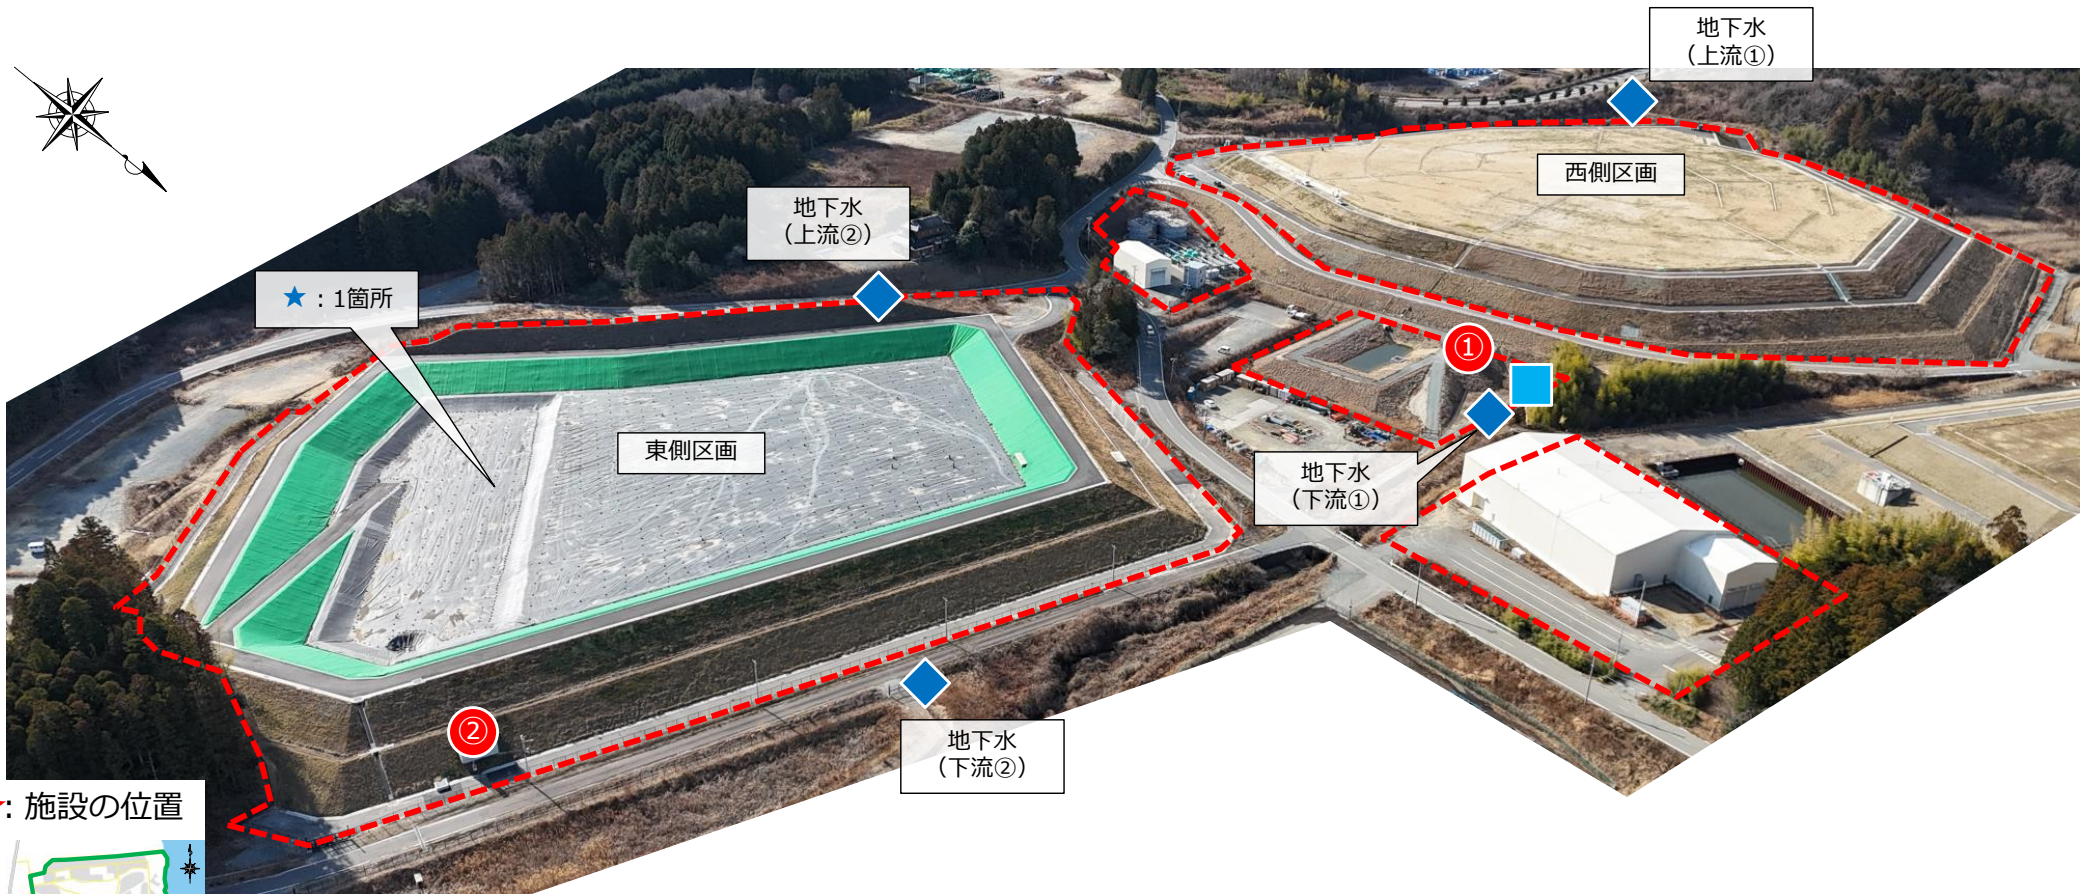 地下水
（上流①）
西側区画
地下水
（上流②）
★：1箇所
①
東側区画
地下水
（下流①）
②
地下水
（下流②）
：施設の位置